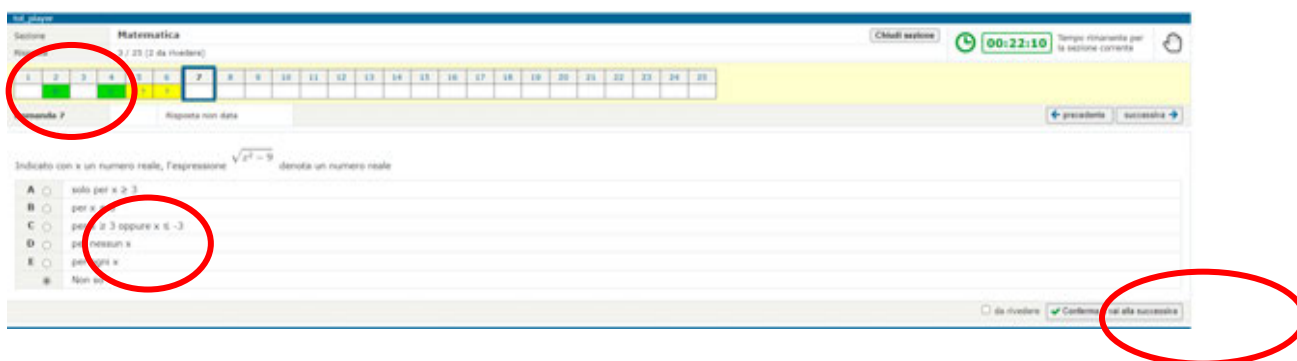 tol_player
Sezione Matematica Chiudi sezione
3 / 25 (2 da rivedere) 00:22:10 Tempo rimanente per la sezione corrente
1 2 3 4 5 6 7 8 9 10 11 12 13 14 15 16 17 18 19 20 21 22 23 24 25
Domanda 7 Risposta non data precedente successiva
Indicato con x un numero reale, l'espressione √x² − 9 denota un numero reale
A solo per x ≥ 3
B per x
C per x ≥ 3 oppure x ≤ -3
D per nessun x
E per ogni x
Non so
da rivedere Conferma e vai alla successiva